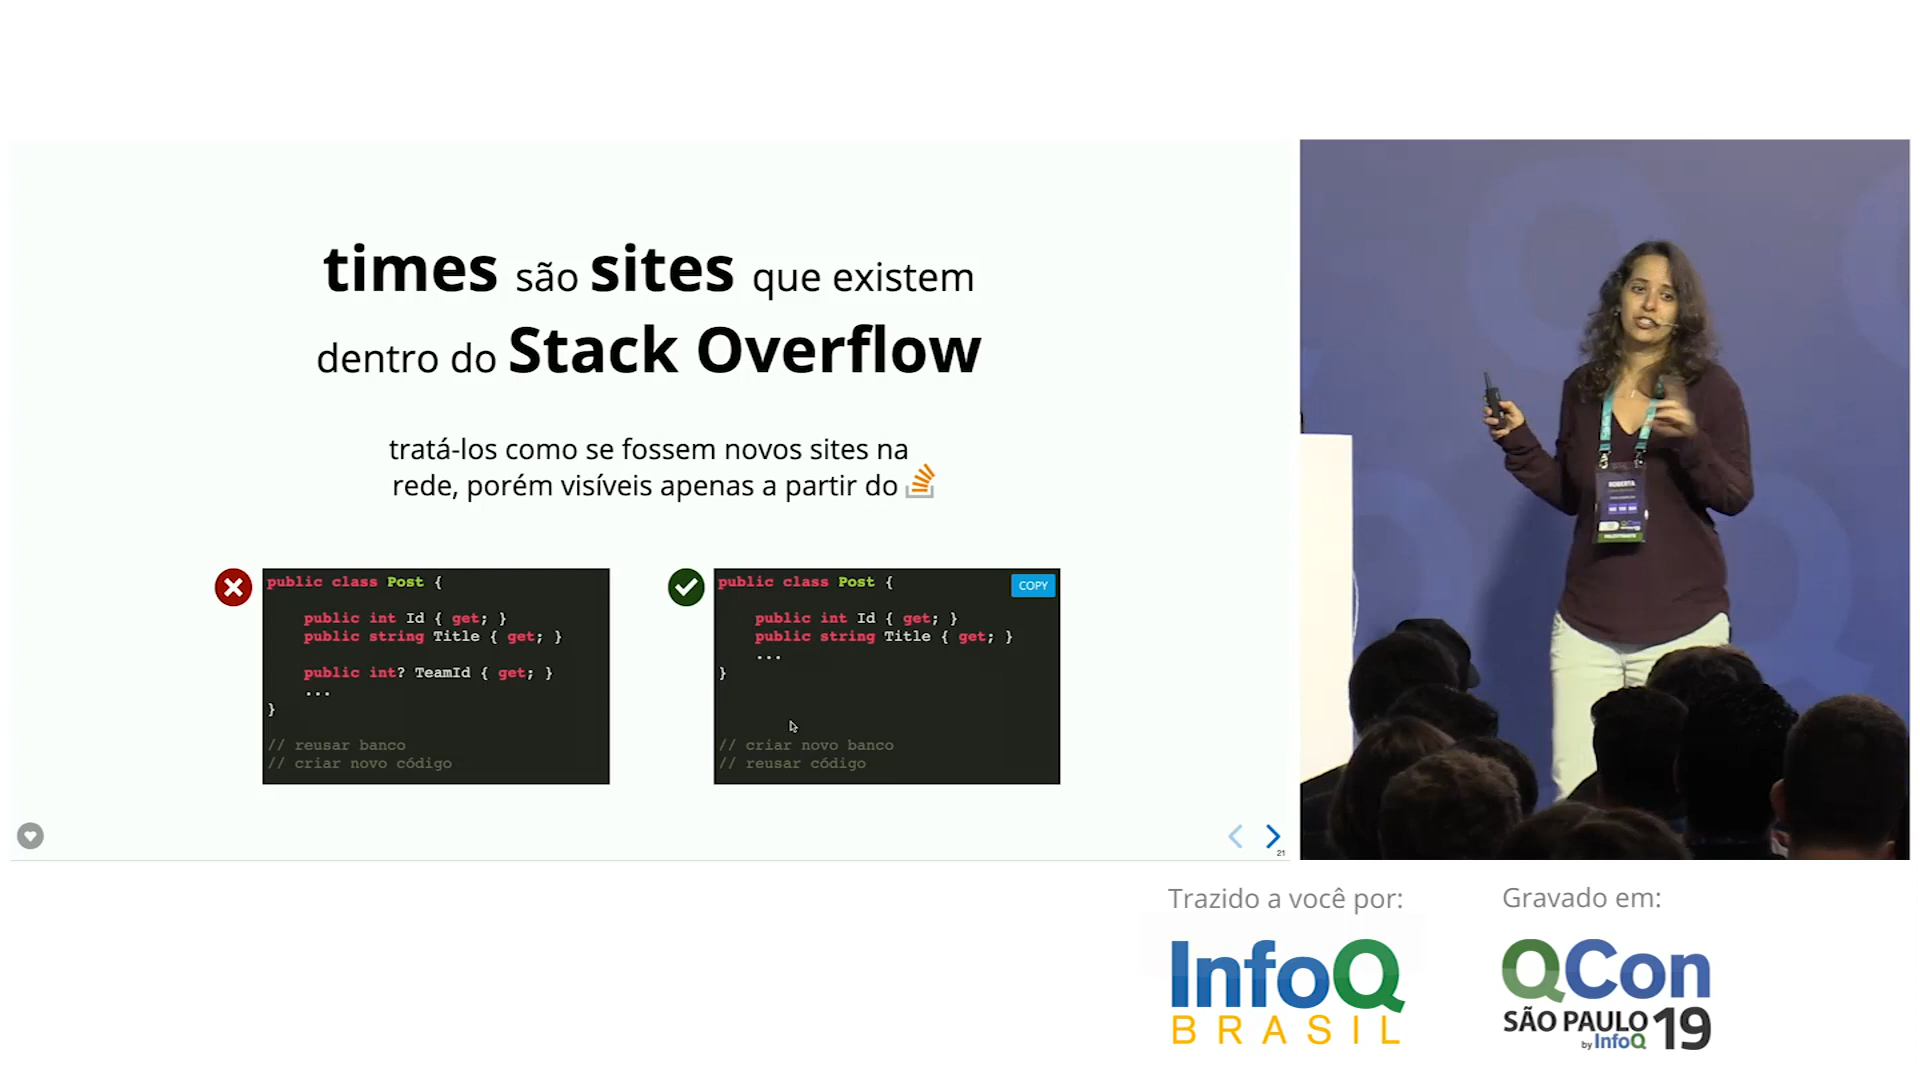 times são sites que existem
dentro do Stack Overflow
tratá-los como se fossem novos sites na
rede, porém visíveis apenas a partir do
public class Post {
public int Id { get; }
public string Title { get; }
public int? TeamId { get; }
...
}
// reusar banco
// criar novo código
public class Post {
COPY
public int Id { get; }
public string Title { get; }
...
}
// criar novo banco
// reusar código
21
ROBERTA
QCon
Trazido a você por:
InfoQ
BRASIL
Gravado em:
QCon
SÃO PAULO 19
by InfoQ